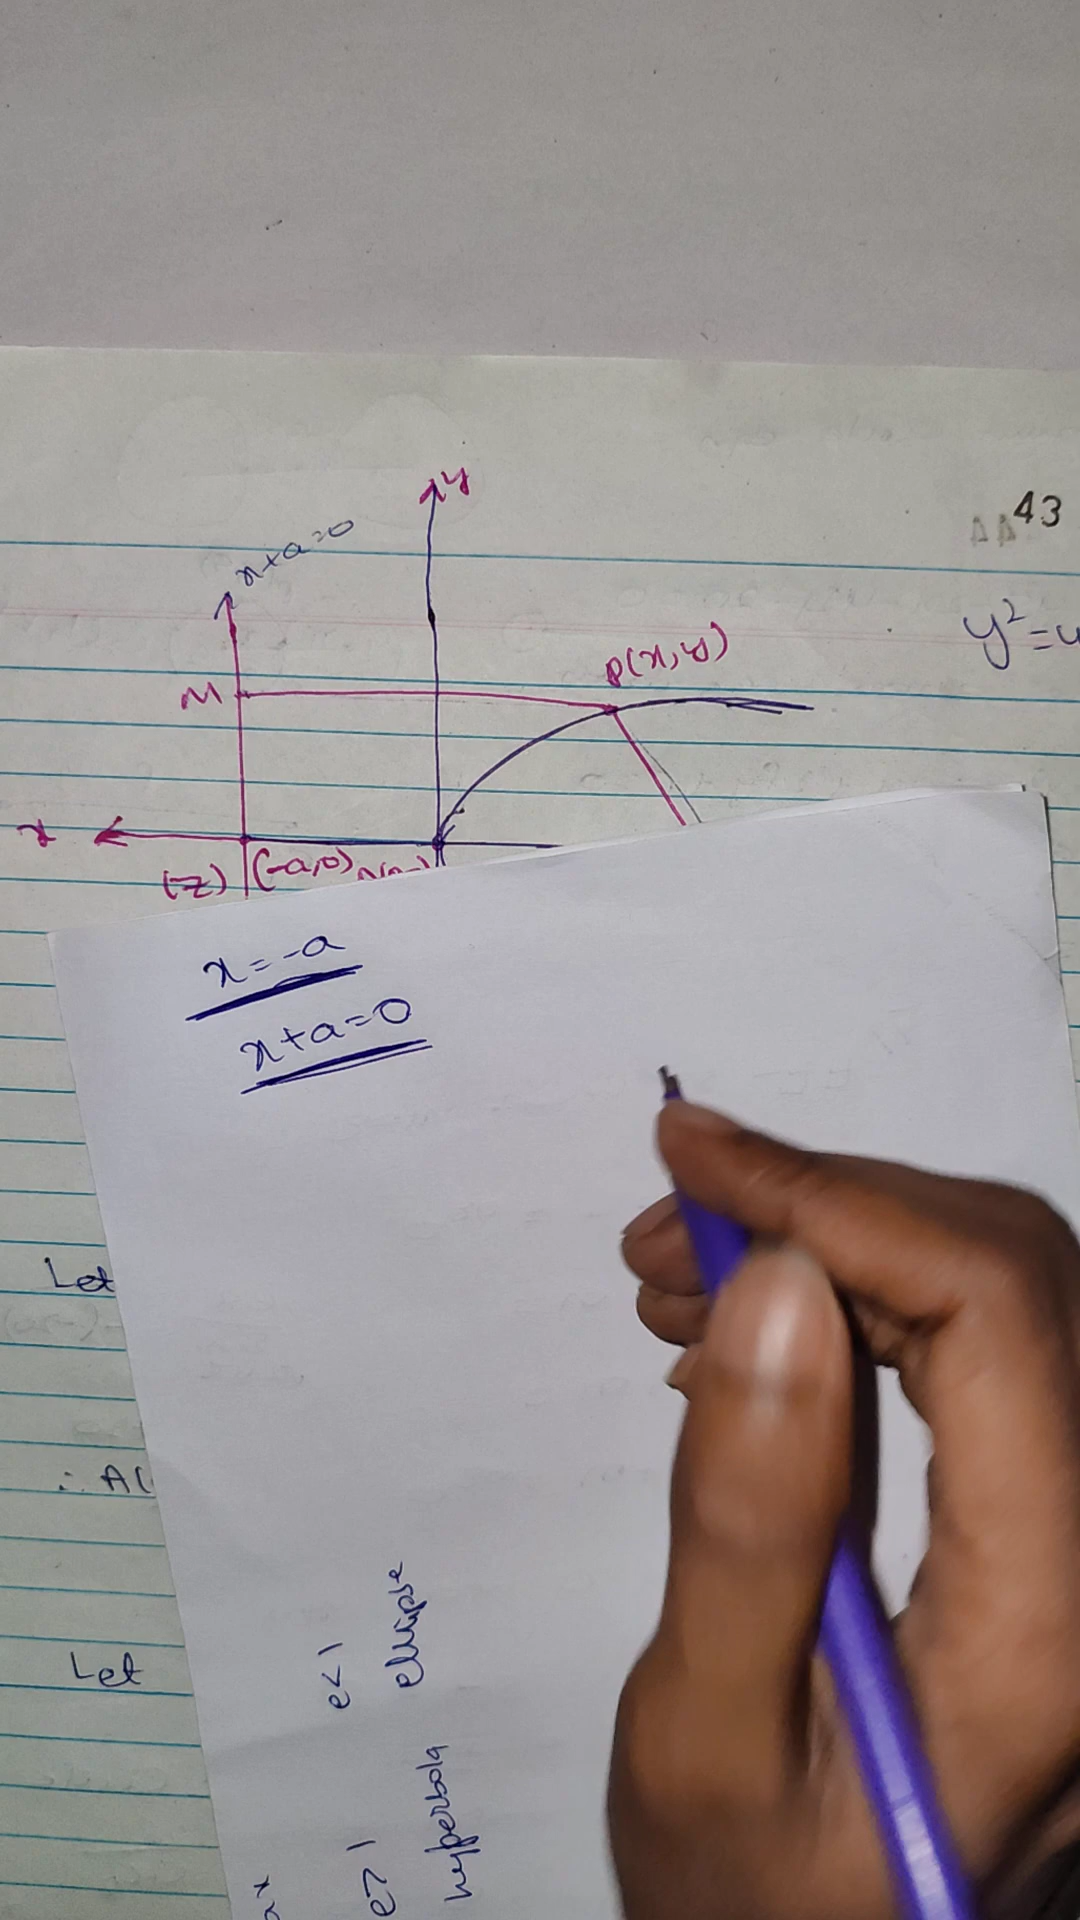 43
y
x+a=0
y²=
P(x,y)
M
x
(Z) (-a,0)
x=-a
x+a=0
Let
∴ A(
Let
e<1
ellipse
e>1
hyperbola